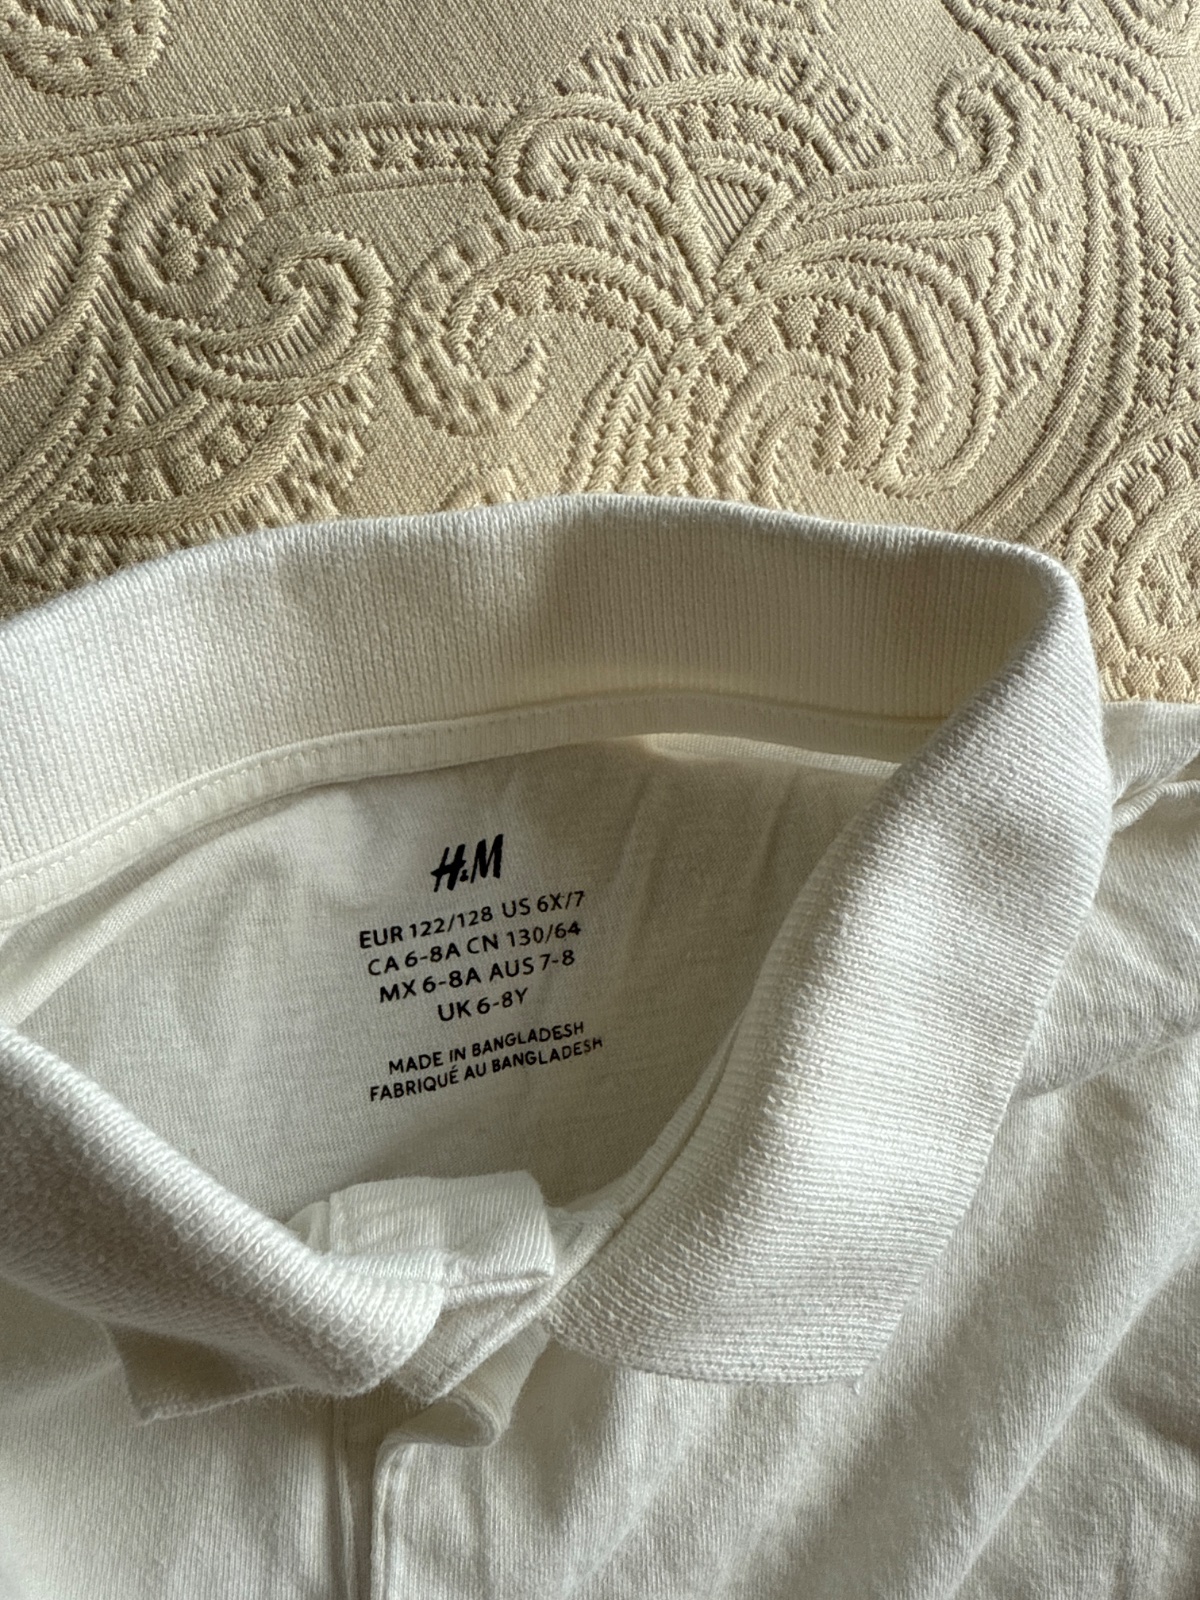 H&M
EUR 122/128 US 6X/7
CA 6-8A CN 130/64
MX 6-8A AUS 7-8
UK 6-8Y
MADE IN BANGLADESH
FABRIQUÉ AU BANGLADESH